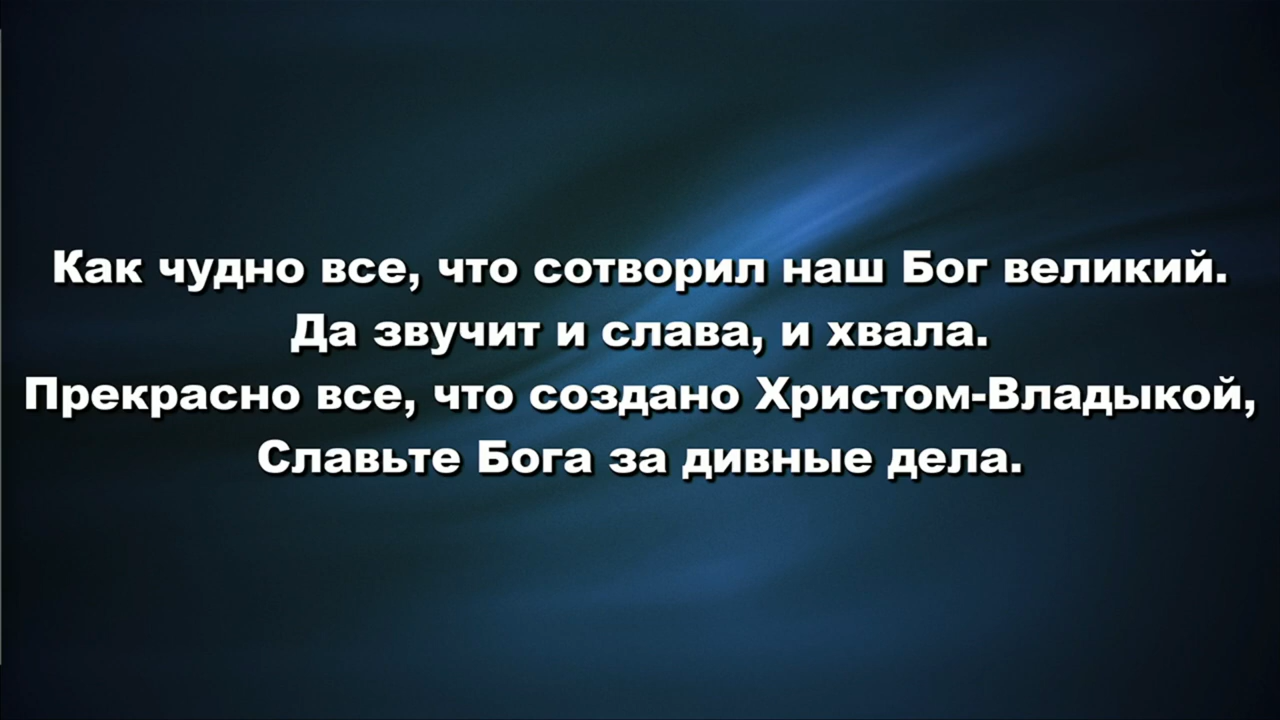 Как чудно все, что сотворил наш Бог великий.
Да звучит и слава, и хвала.
Прекрасно все, что создано Христом-Владыкой,
Славьте Бога за дивные дела.